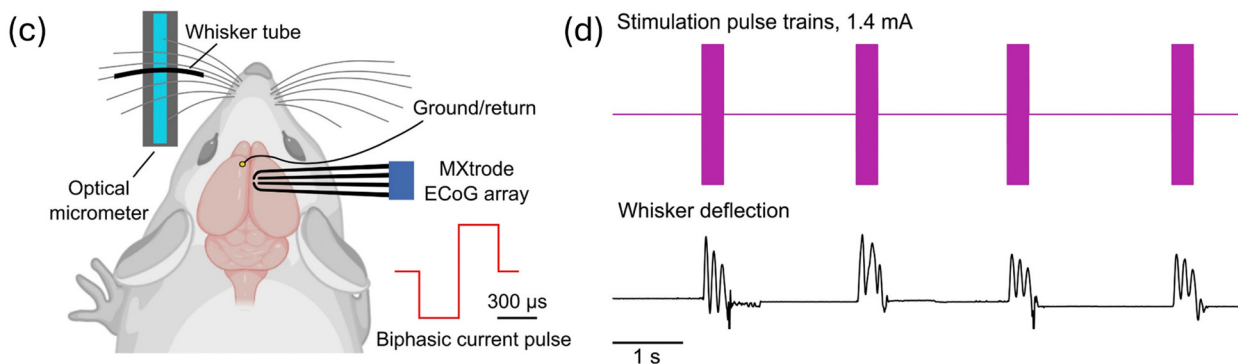 (c)
Whisker tube
Ground/return
MXtrode
ECoG array
Optical
micrometer
300 µs
Biphasic current pulse
(d)
Stimulation pulse trains, 1.4 mA
Whisker deflection
1 s